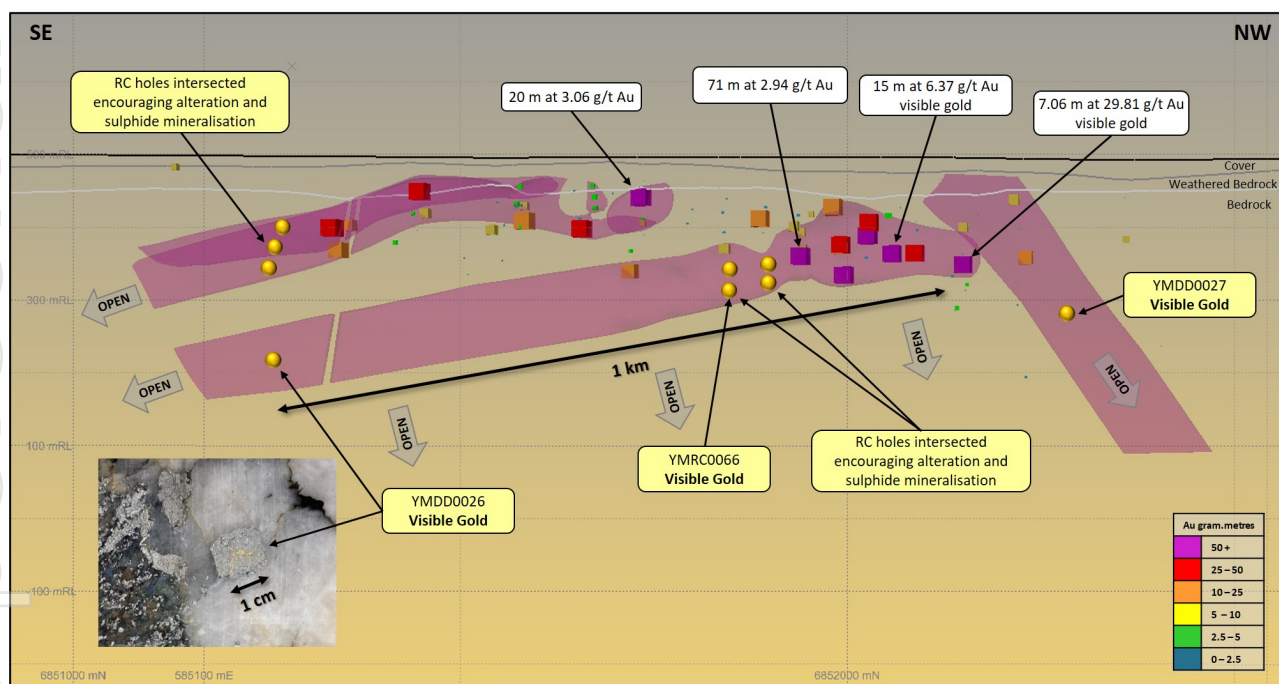 SE
NW
RC holes intersected
encouraging alteration and
sulphide mineralisation
20 m at 3.06 g/t Au
71 m at 2.94 g/t Au
15 m at 6.37 g/t Au
visible gold
7.06 m at 29.81 g/t Au
visible gold
Cover
Weathered Bedrock
Bedrock
300 mRL
100 mRL
-100 mRL
OPEN
OPEN
OPEN
OPEN
OPEN
OPEN
1 km
YMDD0027
Visible Gold
YMRC0066
Visible Gold
RC holes intersected
encouraging alteration and
sulphide mineralisation
YMDD0026
Visible Gold
1 cm
Au gram.metres
50 +
25 – 50
10 – 25
5 – 10
2.5 – 5
0 – 2.5
6851000 mN
585100 mE
6852000 mN